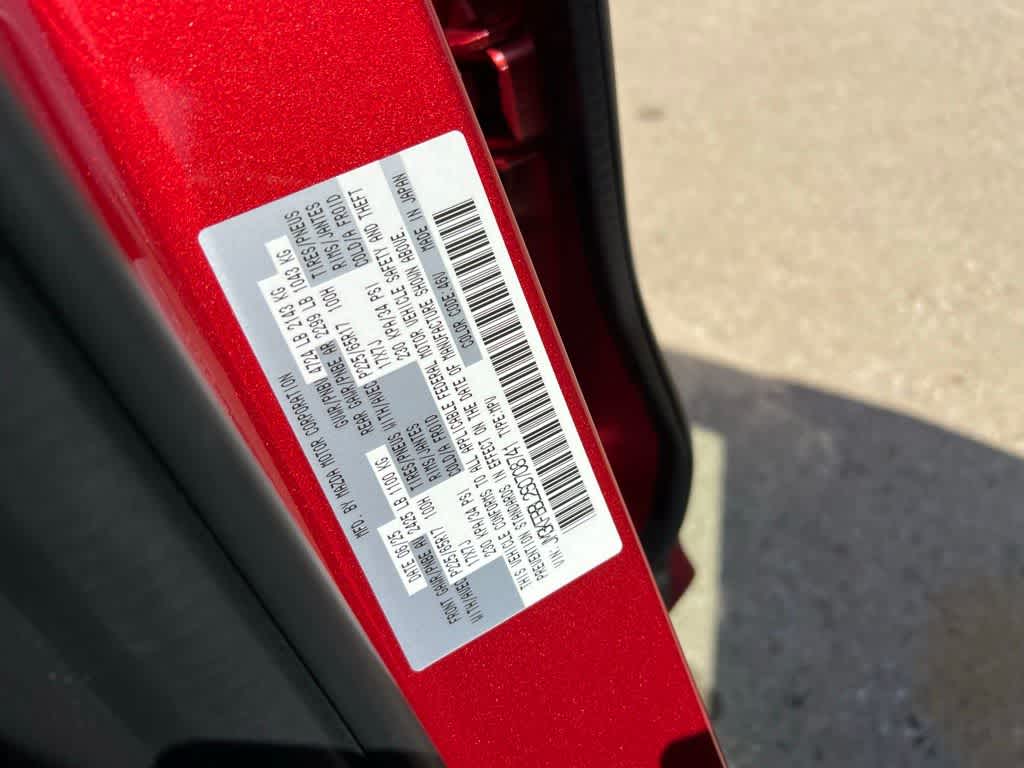 MFD. BY MAZDA MOTOR CORPORATION
DATE 06/25 GVWR/PNBV 4724 LB 2143 KG
FRONT GAWR/PNBE AV 2425 LB 1100 KG REAR GAWR/PNBE AR 2299 LB 1043 KG
WITH/AVEC P225/65R17 100H TIRES/PNEUS WITH/AVEC P225/65R17 100H TIRES/PNEUS
17X7J RIMS/JANTES 17X7J RIMS/JANTES
230 KPA/34 PSI COLD/A FROID 230 KPA/34 PSI COLD/A FROID
THIS VEHICLE CONFORMS TO ALL APPLICABLE FEDERAL MOTOR VEHICLE SAFETY AND THEFT
PREVENTION STANDARDS IN EFFECT ON THE DATE OF MANUFACTURE SHOWN ABOVE.
VIN: JM3KFBBL2S0708741 TYPE:MPV COLOR CODE:46V MADE IN JAPAN